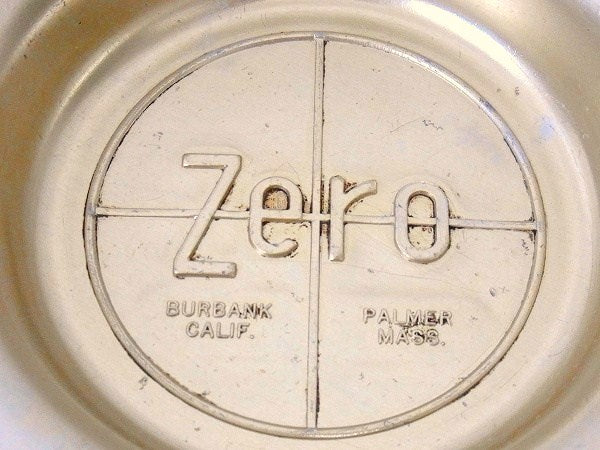 Zero
BURBANK
CALIF.
PALMER
MASS.